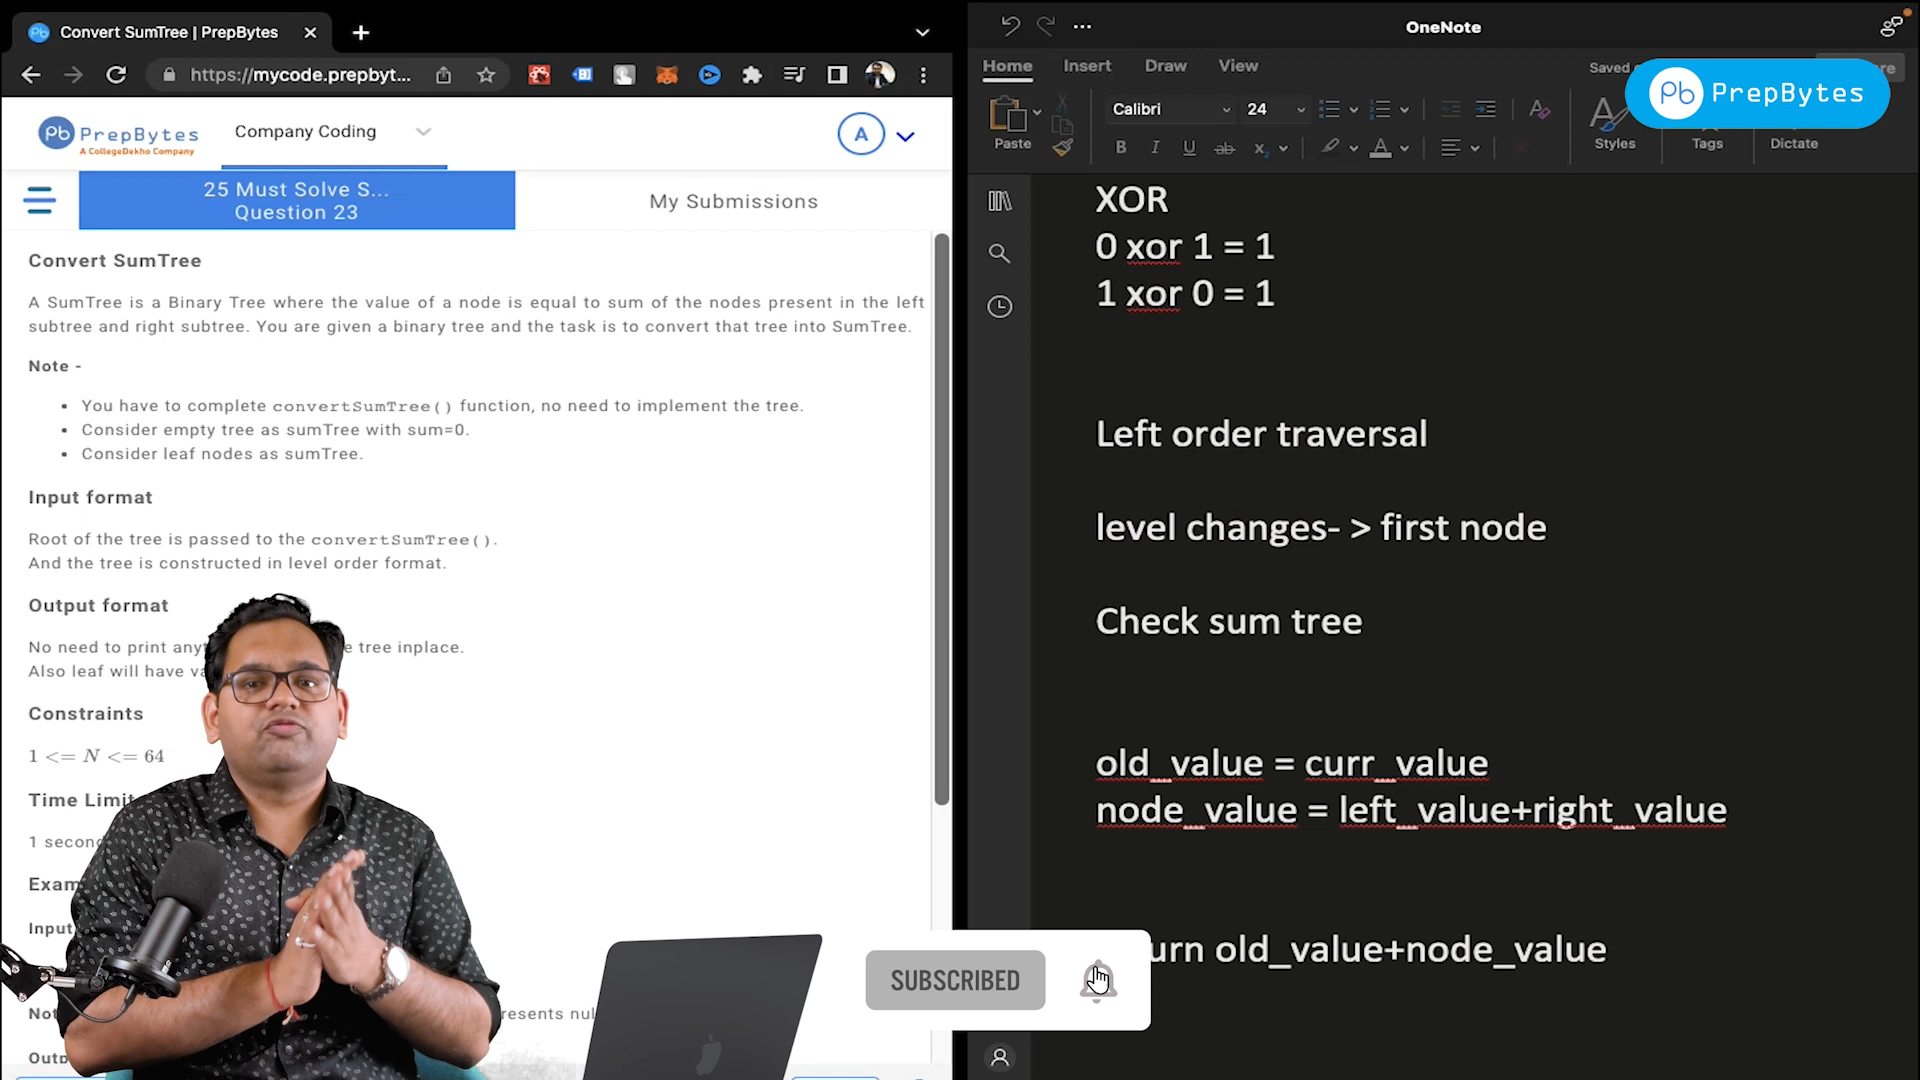 Convert SumTree | PrepBytes
https://mycode.prepbyt...
PrepBytes
A CollegeDekho Company
Company Coding
A
25 Must Solve S...
Question 23
My Submissions
Convert SumTree
A SumTree is a Binary Tree where the value of a node is equal to sum of the nodes present in the left
subtree and right subtree. You are given a binary tree and the task is to convert that tree into SumTree.
Note -
You have to complete convertSumTree() function, no need to implement the tree.
Consider empty tree as sumTree with sum=0.
Consider leaf nodes as sumTree.
Input format
Root of the tree is passed to the convertSumTree().
And the tree is constructed in level order format.
Output format
No need to print
tree inplace.
Also leaf will have
Constraints
1 <= N <= 64
Time Limit
1
OneNote
Home Insert Draw View
Saved
Pb PrepBytes
Calibri 24
Paste
B I U ab x
Styles
Tags
Dictate
XOR
0 xor 1 = 1
1 xor 0 = 1
Left order traversal
level changes- > first node
Check sum tree
old_value = curr_value
node_value = left_value+right_value
old_value+node_value
SUBSCRIBED